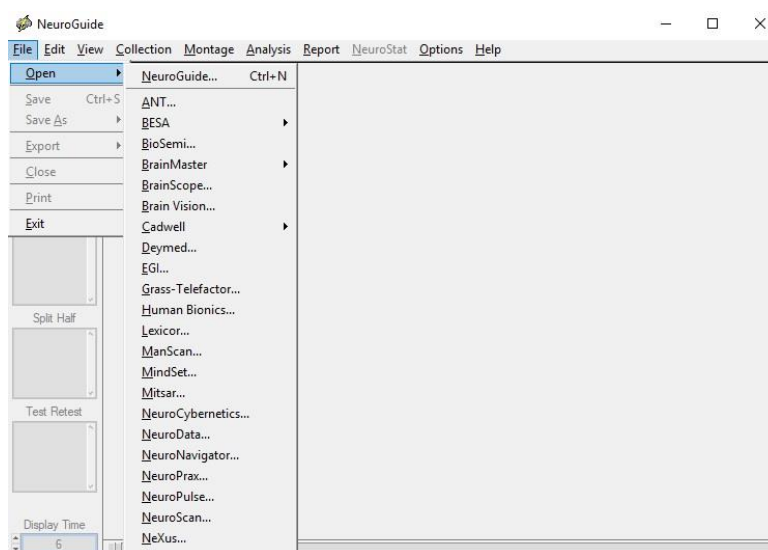 NeuroGuide
File Edit View Collection Montage Analysis Report NeuroStat Options Help
Open
Save Ctrl+S
Save As
Export
Close
Print
Exit
NeuroGuide... Ctrl+N
ANT...
BESA
BioSemi...
BrainMaster
BrainScope...
Brain Vision...
Cadwell
Deymed...
EGI...
Grass-Telefactor...
Human Bionics...
Lexicor...
ManScan...
MindSet...
Mitsar...
NeuroCybernetics...
NeuroData...
NeuroNavigator...
NeuroPrax...
NeuroPulse...
NeuroScan...
NeXus...
Split Half
Test Retest
Display Time
6